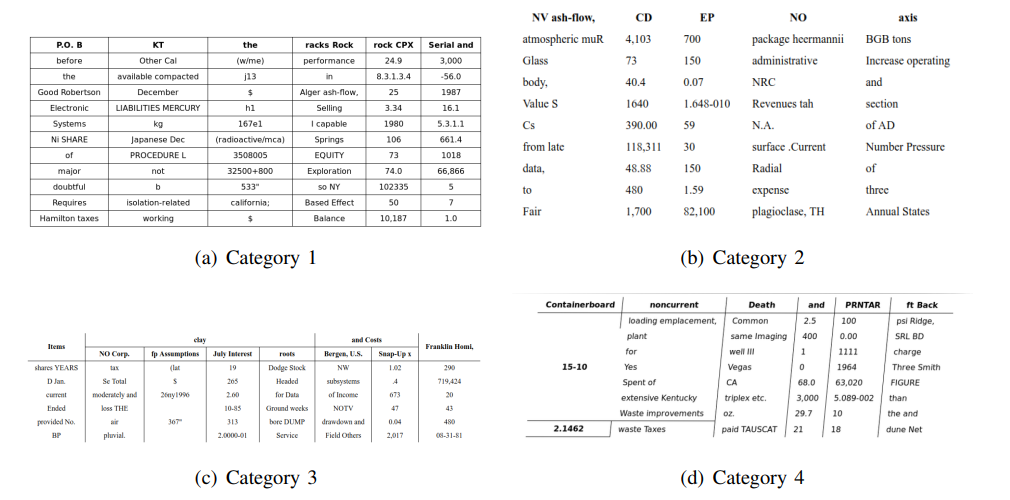 P.O. B KT the racks Rock rock CPX Serial and
before Other Cal (w/me) performance 24.9 3,000
the available compacted j13 in 8.3.1.3.4 -56.0
Good Robertson December $ Alger ash-flow, 25 1987
Electronic LIABILITIES MERCURY h1 Selling 3.34 16.1
Systems kg 167e1 I capable 1980 5.3.1.1
Ni SHARE Japanese Dec (radioactive/mca) Springs 106 661.4
of PROCEDURE L 3508005 EQUITY 73 1018
major not 32500+800 Exploration 74.0 66,866
doubtful b 533" so NY 102335 5
Requires isolation-related california; Based Effect 50 7
Hamilton taxes working $ Balance 10,187 1.0
(a) Category 1
NV ash-flow, CD EP NO axis
atmospheric muR 4,103 700 package heermannii BGB tons
Glass 73 150 administrative Increase operating
body, 40.4 0.07 NRC and
Value S 1640 1.648-010 Revenues tah section
Cs 390.00 59 N.A. of AD
from late 118,311 30 surface .Current Number Pressure
data, 48.88 150 Radial of
to 480 1.59 expense three
Fair 1,700 82,100 plagioclase, TH Annual States
(b) Category 2
clay and Costs
Items Franklin Homi,
NO Corp. fp Assumptions July Interest roots Bergen, U.S. Snap-Up x
shares YEARS tax (lat 19 Dodge Stock NW 1.02 290
D Jan. Se Total $ 265 Headed subsystems .4 719,424
current moderately and 26ny1996 2.60 for Data of Income 673 20
Ended loss THE 10-85 Ground weeks NOTV 47 43
provided No. air 367" 313 bore DUMP drawdown and 0.04 480
BP pluvial. 2.0000-01 Service Field Others 2,017 08-31-81
(c) Category 3
Containerboard noncurrent Death and PRNTAR ft Back
loading emplacement, Common 2.5 100 psi Ridge,
plant same Imaging 400 0.00 SRL BD
for well III 1 1111 charge
15-10 Yes Vegas 0 1964 Three Smith
Spent of CA 68.0 63,020 FIGURE
extensive Kentucky triplex etc. 3,000 5.089-002 than
Waste improvements oz. 29.7 10 the and
2.1462 waste Taxes paid TAUSCAT 21 18 dune Net
(d) Category 4